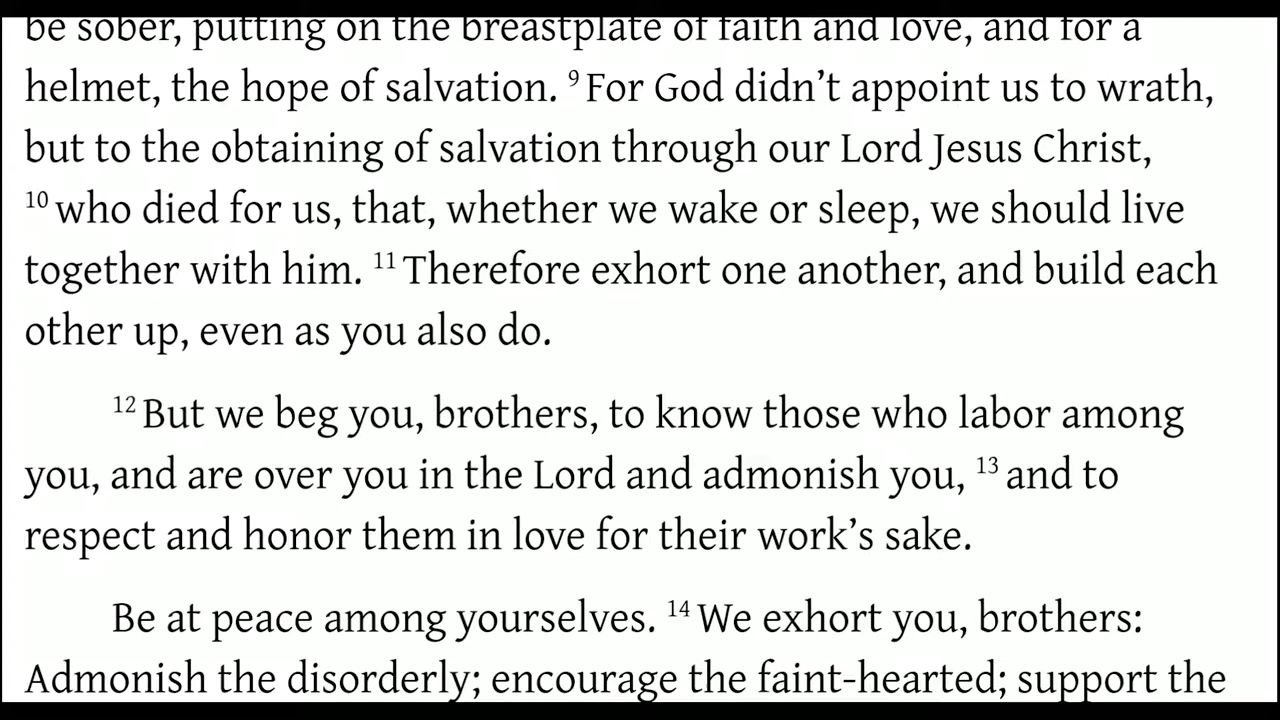 be sober, putting on the breastplate of faith and love, and for a
helmet, the hope of salvation. 9 For God didn’t appoint us to wrath,
but to the obtaining of salvation through our Lord Jesus Christ,
10 who died for us, that, whether we wake or sleep, we should live
together with him. 11 Therefore exhort one another, and build each
other up, even as you also do.
12 But we beg you, brothers, to know those who labor among
you, and are over you in the Lord and admonish you, 13 and to
respect and honor them in love for their work’s sake.
Be at peace among yourselves. 14 We exhort you, brothers:
Admonish the disorderly; encourage the faint-hearted; support the